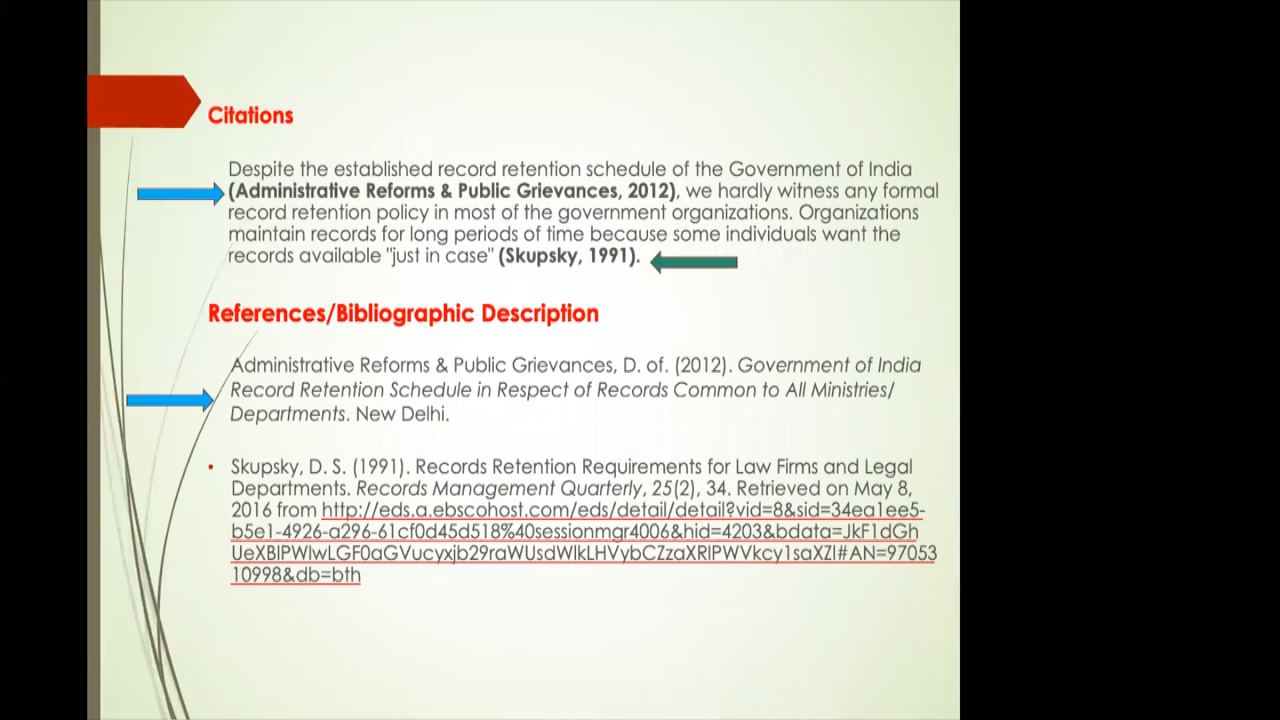 Citations
Despite the established record retention schedule of the Government of India
(Administrative Reforms & Public Grievances, 2012), we hardly witness any formal
record retention policy in most of the government organizations. Organizations
maintain records for long periods of time because some individuals want the
records available "just in case" (Skupsky, 1991).
References/Bibliographic Description
Administrative Reforms & Public Grievances, D. of. (2012). Government of India
Record Retention Schedule in Respect of Records Common to All Ministries/
Departments. New Delhi.
• Skupsky, D. S. (1991). Records Retention Requirements for Law Firms and Legal
Departments. Records Management Quarterly, 25(2), 34. Retrieved on May 8,
2016 from http://eds.a.ebscohost.com/eds/detail/detail?vid=8&sid=34ea1ee5-
b5e1-4926-a296-61cf0d45d518%40sessionmgr4006&hid=4203&bdata=JkF1dGh
UeXBlPWlwLGF0aGVucyxjb29raWUsdWlkLHVybCZzaXRlPWVkcy1saXZl#AN=97053
10998&db=bth